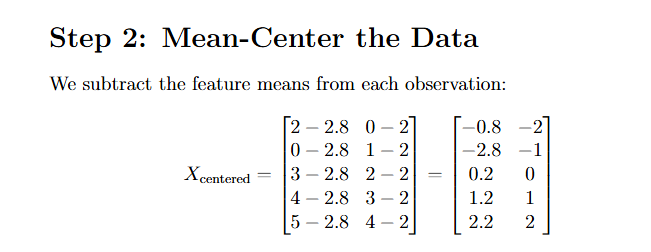 Step 2: Mean-Center the Data
We subtract the feature means from each observation:
X_centered = [2 − 2.8 0 − 2; 0 − 2.8 1 − 2; 3 − 2.8 2 − 2; 4 − 2.8 3 − 2; 5 − 2.8 4 − 2] = [−0.8 −2; −2.8 −1; 0.2 0; 1.2 1; 2.2 2]